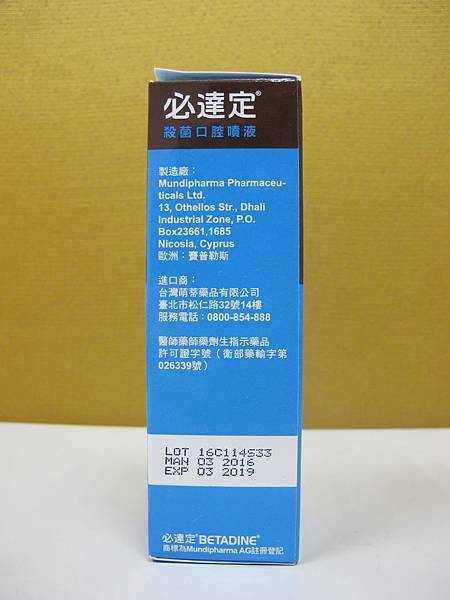 必達定®
殺菌口腔噴液
製造廠：
Mundipharma Pharmaceu-
ticals Ltd.
13, Othellos Str., Dhali
Industrial Zone, P.O.
Box23661,1685
Nicosia, Cyprus
歐洲：賽普勒斯
進口商：
台灣萌蒂藥品有限公司
臺北市松仁路32號14樓
服務電話：0800-854-888
醫師藥師藥劑生指示藥品
許可證字號（衛部藥輸字第
026339號）
LOT 16C114S33
MAN 03 2016
EXP 03 2019
必達定®BETADINE®
商標為Mundipharma AG註冊登記